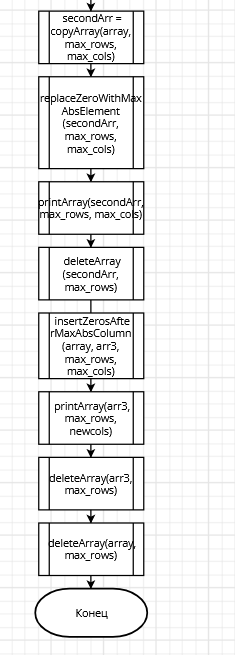 secondArr =
copyArray(array,
max_rows,
max_cols)
replaceZeroWithMax
AbsElement
(secondArr,
max_rows,
max_cols)
printArray(secondArr,
max_rows, max_cols)
deleteArray
(secondArr,
max_rows)
insertZerosAfte
rMaxAbsColumn
(array, arr3,
max_rows,
max_cols)
printArray(arr3,
max_rows,
newcols)
deleteArray(arr3,
max_rows)
deleteArray(array,
max_rows)
Конец